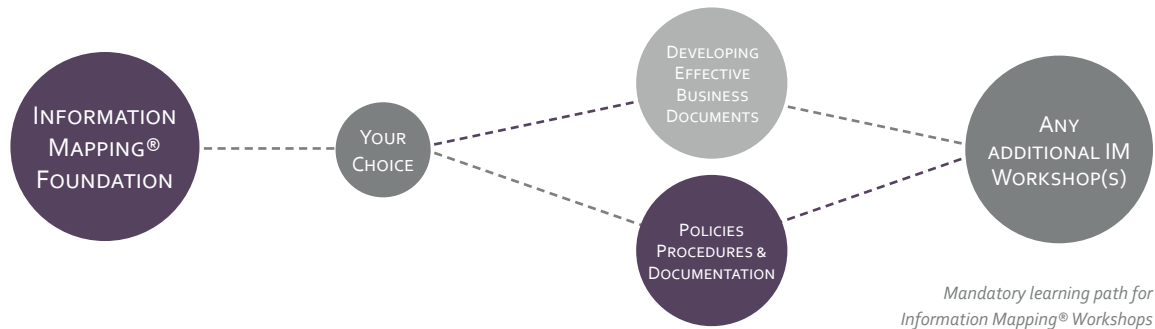 Information
Mapping®
Foundation
Your
Choice
Developing
Effective
Business
Documents
Policies
Procedures &
Documentation
Any
additional IM
Workshop(s)
Mandatory learning path for
Information Mapping® Workshops